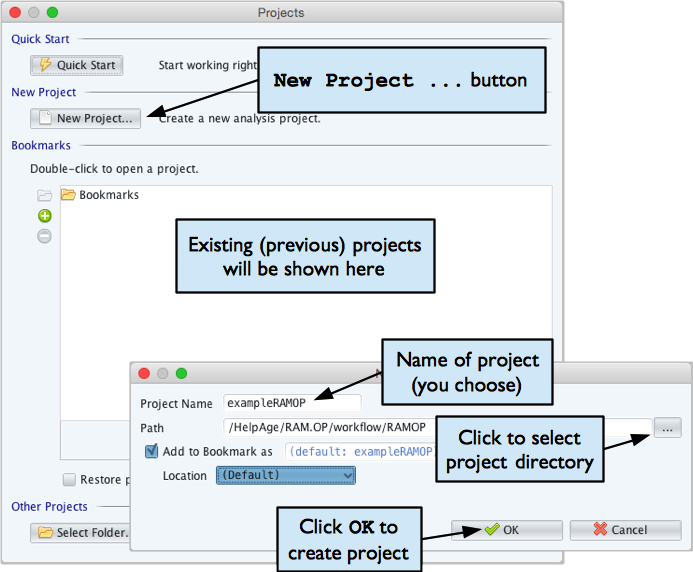 Projects
Quick Start
Quick Start
Start working right
New Project ... button
New Project
New Project...
Create a new analysis project.
Bookmarks
Double-click to open a project.
Bookmarks
Existing (previous) projects
will be shown here
Name of project
(you choose)
Project Name
exampleRAMOP
Path
/HelpAge/RAM.OP/workflow/RAMOP
...
Click to select
project directory
Add to Bookmark as
(default: exampleRAMOP
Location
(Default)
Restore p
Other Projects
Select Folder.
Click OK to
create project
OK
Cancel